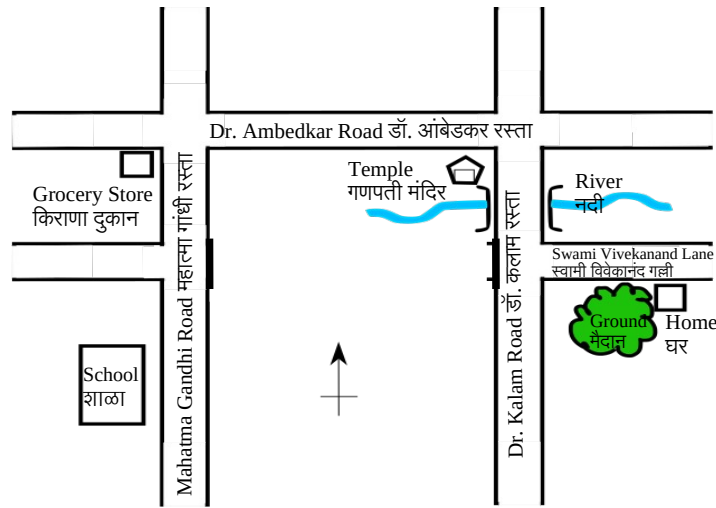 Dr. Ambedkar Road डॉ. आंबेडकर रस्ता
Grocery Store
किराणा दुकान
Mahatma Gandhi Road महात्मा गांधी रस्ता
Temple
गणपती मंदिर
River
नदी
Dr. Kalam Road डॉ. कलाम रस्ता
Swami Vivekanand Lane
स्वामी विवेकानंद गल्ली
Ground
मैदान
Home
घर
School
शाळा